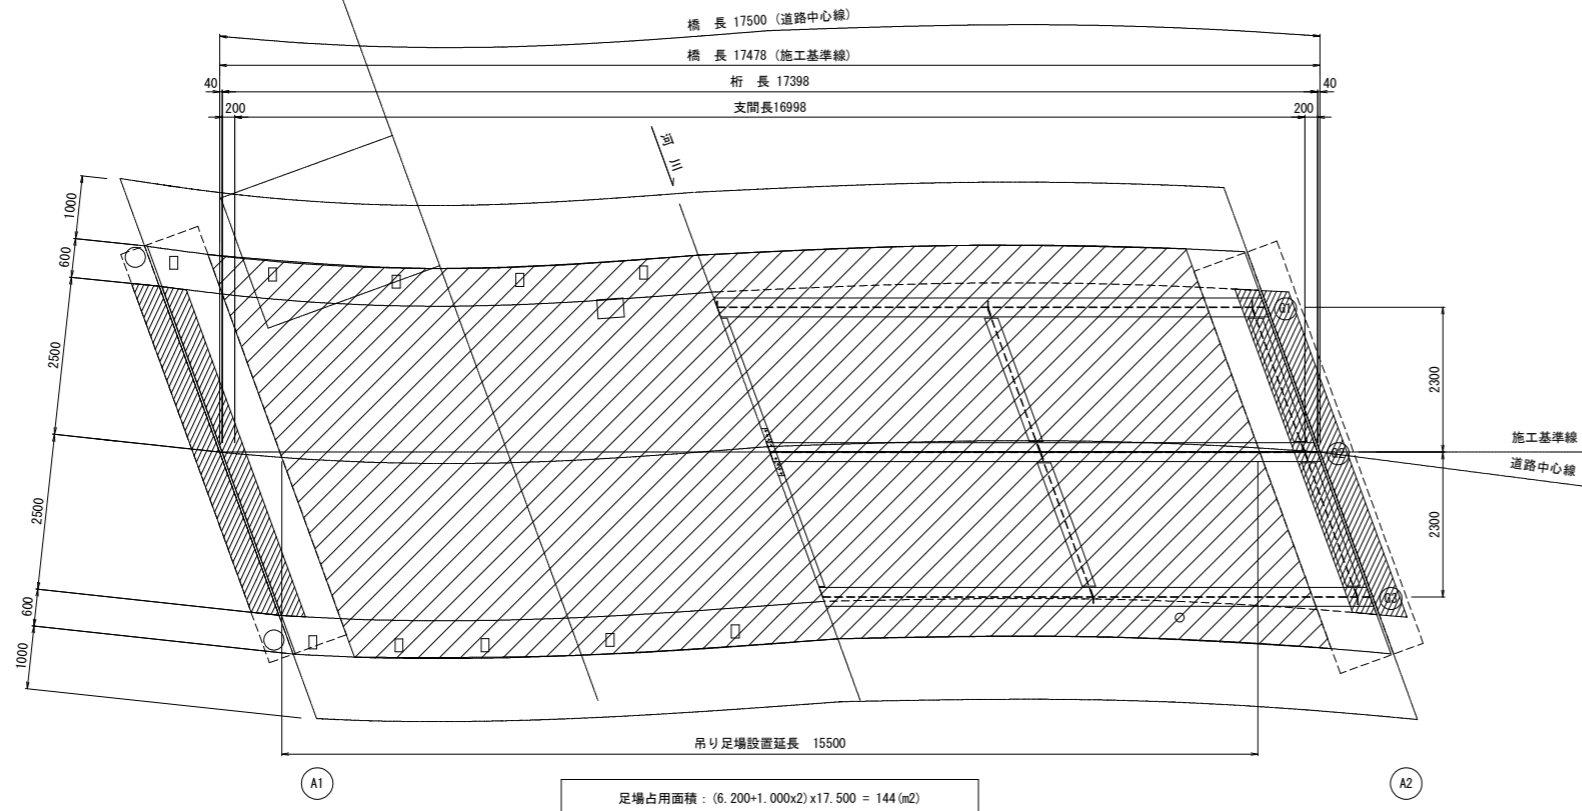 橋 長 17500 (道路中心線)
橋 長 17478 (施工基準線)
40
桁 長 17398
40
200
支間長16998
200
河川
1000
600
2500
2500
600
1000
G1
2300
G2
2300
G3
施工基準線
道路中心線
吊り足場設置延長 15500
A1
A2
足場占用面積 : (6.200+1.000x2)x17.500 = 144(m2)